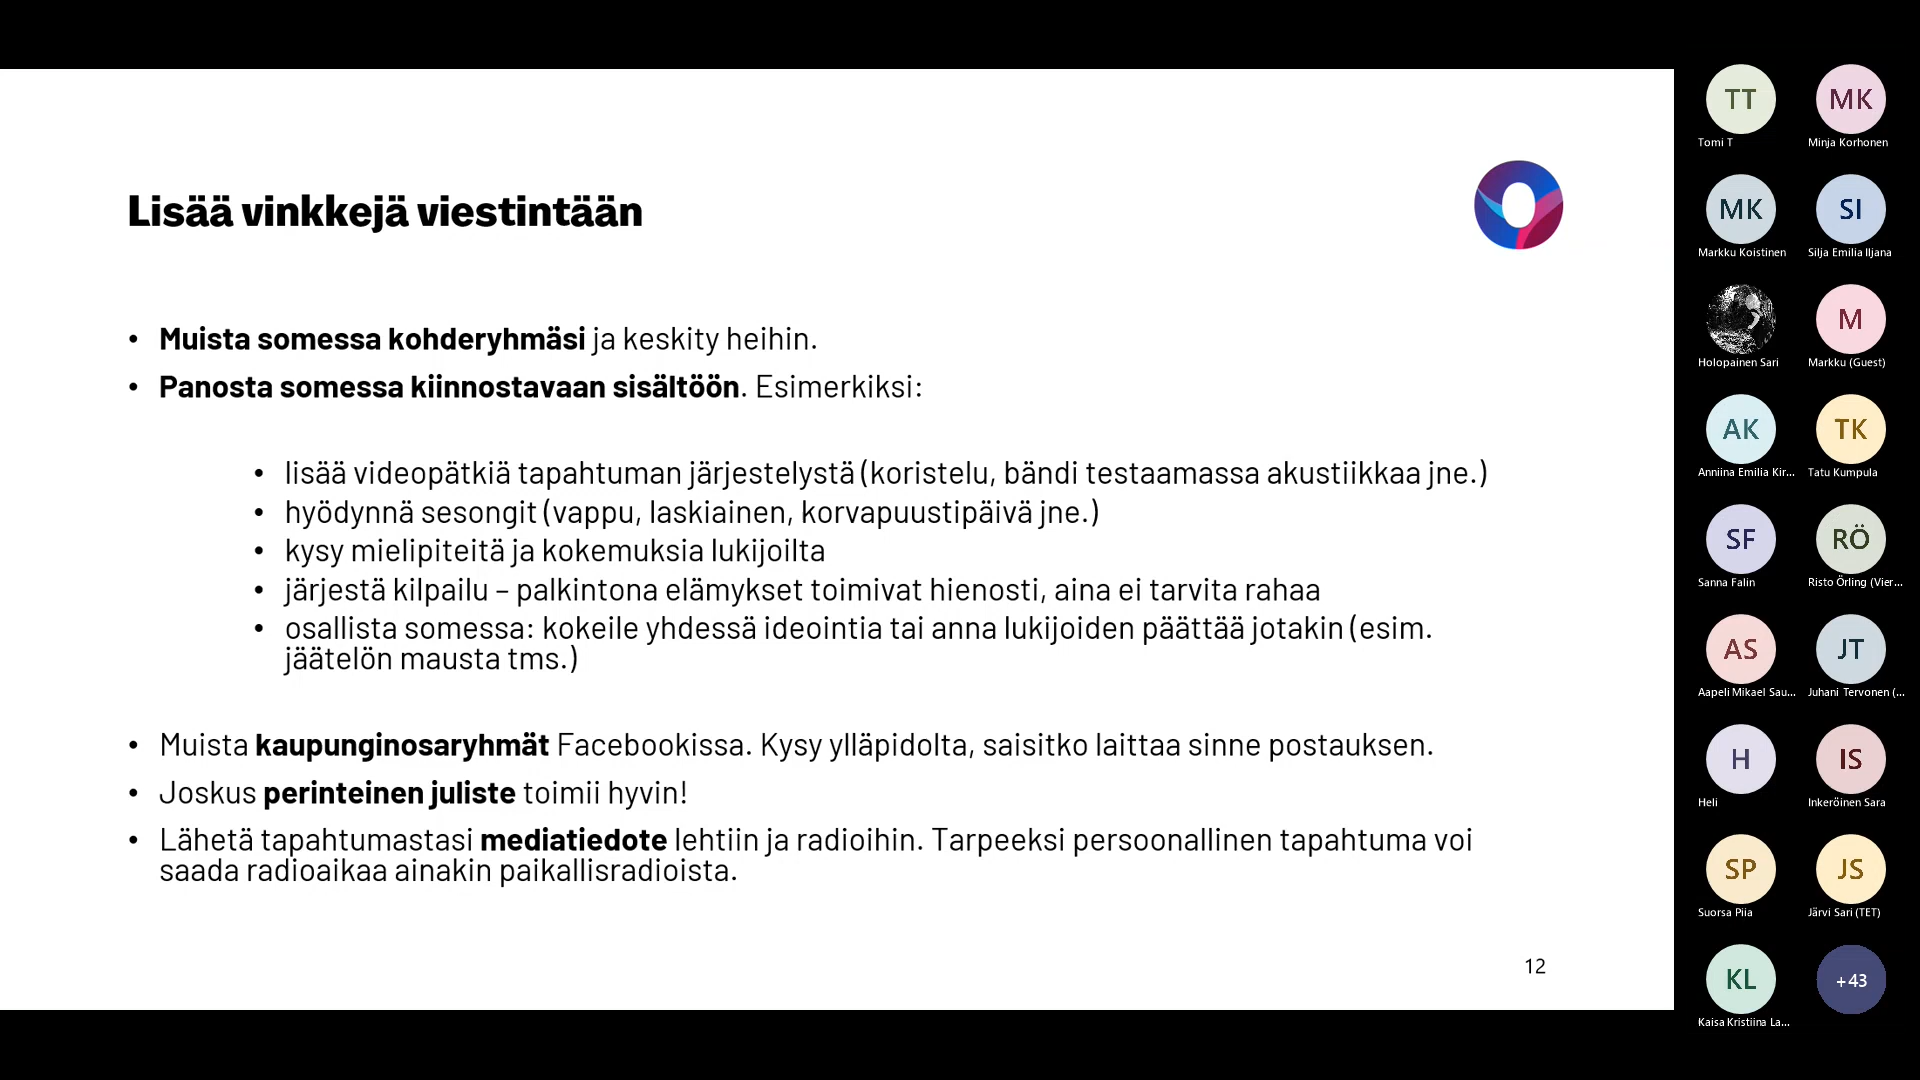 Lisää vinkkejä viestintään
• Muista somessa kohderyhmäsi ja keskity heihin.
• Panosta somessa kiinnostavaan sisältöön. Esimerkiksi:
• lisää videopätkiä tapahtuman järjestelystä (koristelu, bändi testaamassa akustiikkaa jne.)
• hyödynnä sesongit (vappu, laskiainen, korvapuustipäivä jne.)
• kysy mielipiteitä ja kokemuksia lukijoilta
• järjestä kilpailu – palkintona elämykset toimivat hienosti, aina ei tarvita rahaa
• osallista somessa: kokeile yhdessä ideointia tai anna lukijoiden päättää jotakin (esim.
jäätelön mausta tms.)
• Muista kaupunginosaryhmät Facebookissa. Kysy ylläpidolta, saisitko laittaa sinne postauksen.
• Joskus perinteinen juliste toimii hyvin!
• Lähetä tapahtumastasi mediatiedote lehtiin ja radioihin. Tarpeeksi persoonallinen tapahtuma voi
saada radioaikaa ainakin paikallisradioista.
12
TT MK
Tomi T Minja Korhonen
MK SI
Markku Koistinen Silja Emilia Iljana
M
Holopainen Sari Markku (Guest)
AK TK
Anniina Emilia Kir... Tatu Kumpula
SF RÖ
Sanna Falin Risto Örling (Vier...
AS JT
Aapeli Mikael Sau... Juhani Tervonen (...
H IS
Heli Inkeröinen Sara
SP JS
Suorsa Piia Järvi Sari (TET)
KL +43
Kaisa Kristiina La...